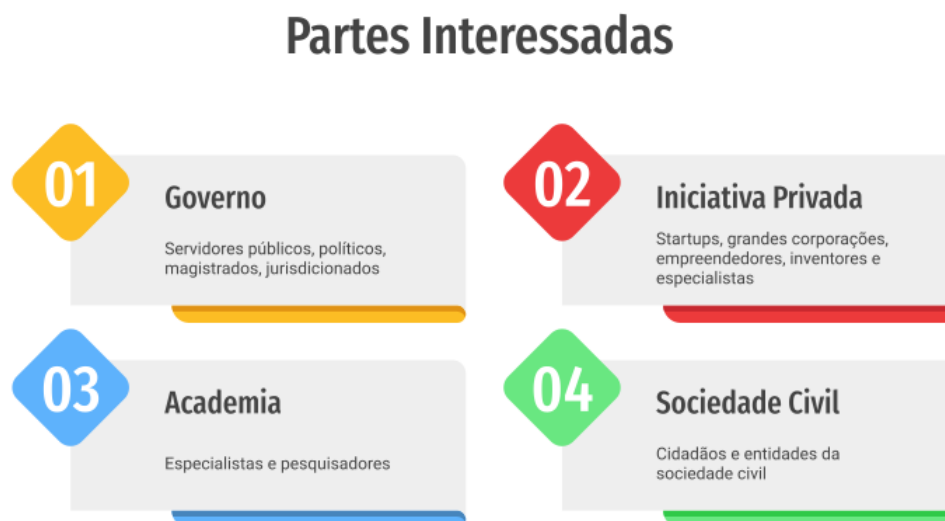 Partes Interessadas
01
Governo
Servidores públicos, políticos,
magistrados, jurisdicionados
02
Iniciativa Privada
Startups, grandes corporações,
empreendedores, inventores e
especialistas
03
Academia
Especialistas e pesquisadores
04
Sociedade Civil
Cidadãos e entidades da
sociedade civil